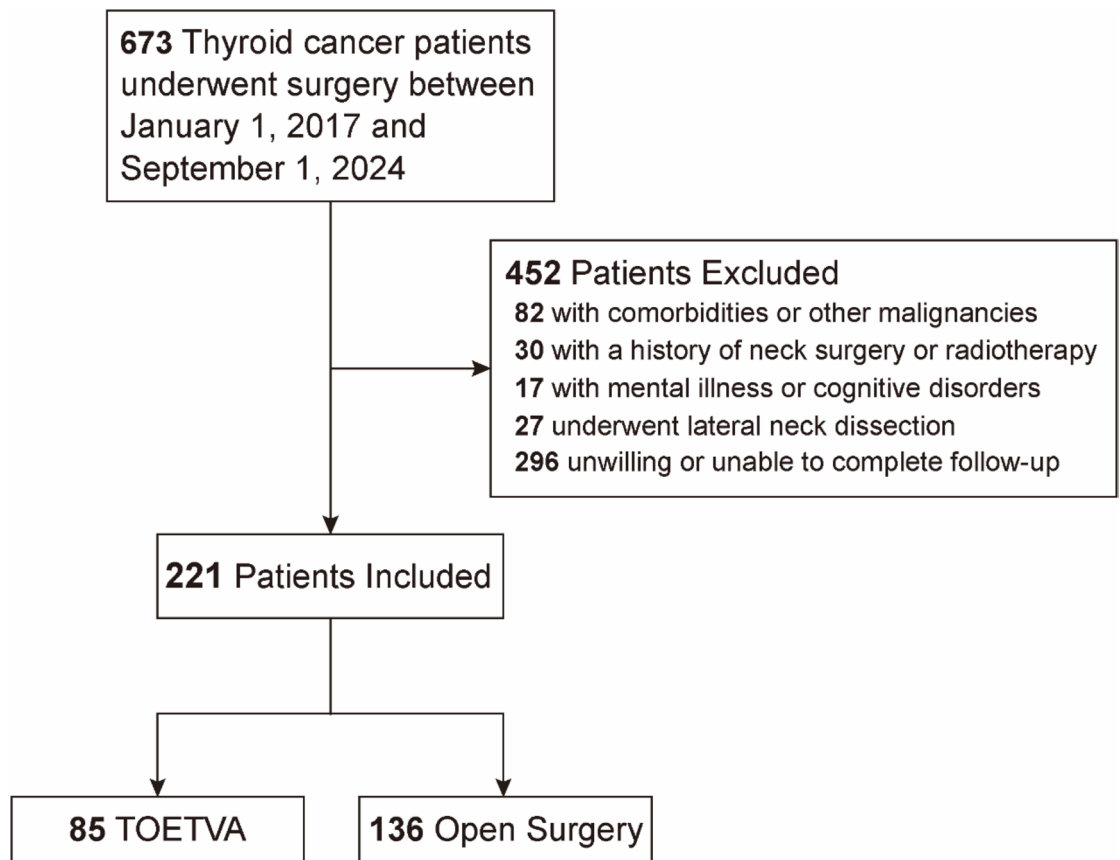 673 Thyroid cancer patients
underwent surgery between
January 1, 2017 and
September 1, 2024
452 Patients Excluded
82 with comorbidities or other malignancies
30 with a history of neck surgery or radiotherapy
17 with mental illness or cognitive disorders
27 underwent lateral neck dissection
296 unwilling or unable to complete follow-up
221 Patients Included
85 TOETVA
136 Open Surgery